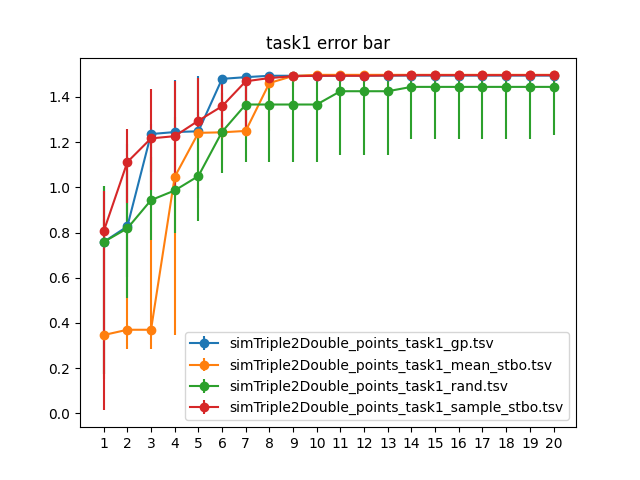 task1 error bar
1.4
1.2
1.0
0.8
0.6
0.4
0.2
0.0
simTriple2Double_points_task1_gp.tsv
simTriple2Double_points_task1_mean_stbo.tsv
simTriple2Double_points_task1_rand.tsv
simTriple2Double_points_task1_sample_stbo.tsv
1 2 3 4 5 6 7 8 9 10 11 12 13 14 15 16 17 18 19 20